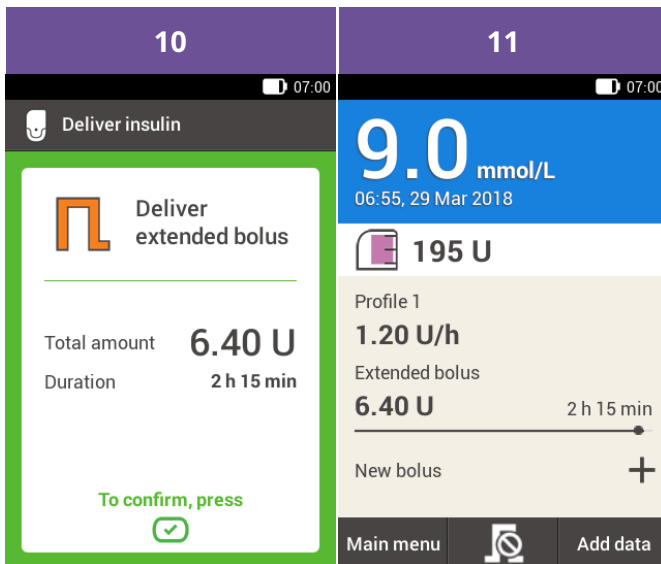 10
07:00
Deliver insulin
Deliver
extended bolus
Total amount 6.40 U
Duration 2 h 15 min
To confirm, press
11
07:00
9.0 mmol/L
06:55, 29 Mar 2018
195 U
Profile 1
1.20 U/h
Extended bolus
6.40 U 2 h 15 min
New bolus
Main menu Add data